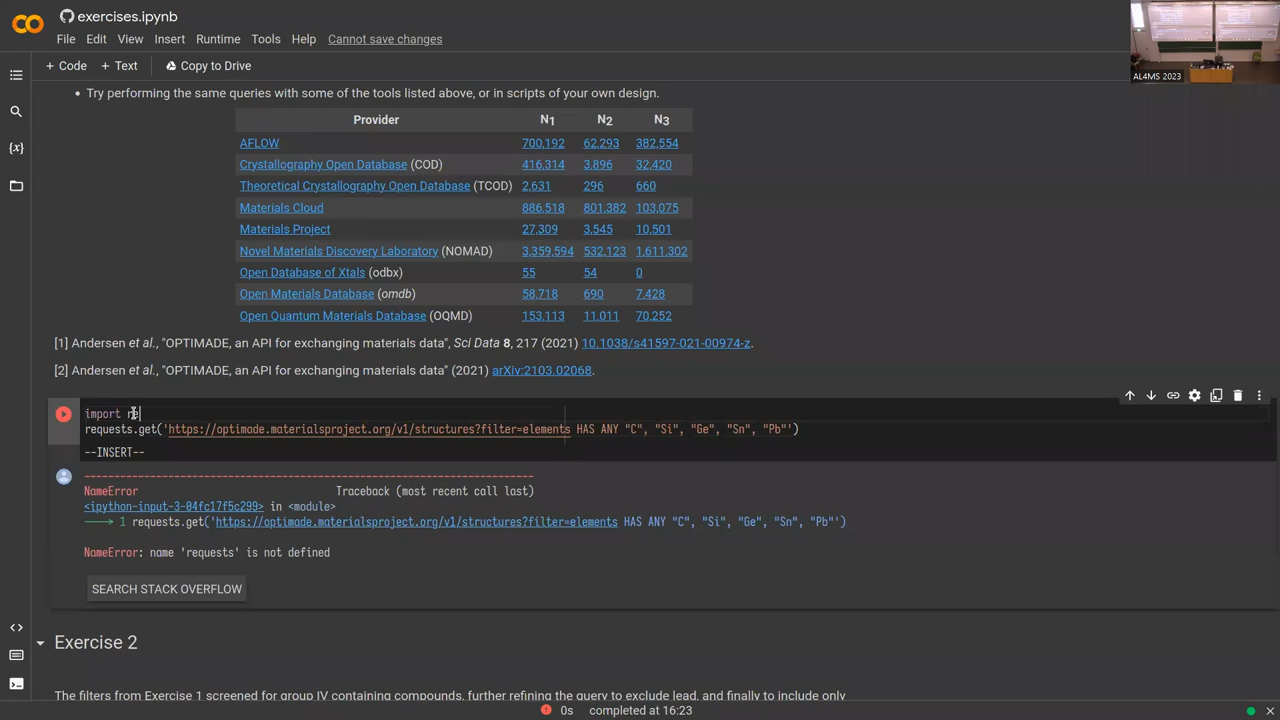 exercises.ipynb
File Edit View Insert Runtime Tools Help Cannot save changes
+ Code + Text Copy to Drive
AL4MS 2023
• Try performing the same queries with some of the tools listed above, or in scripts of your own design.
Provider N1 N2 N3
AFLOW 700,192 62,293 382,554
Crystallography Open Database (COD) 416,314 3,896 32,420
Theoretical Crystallography Open Database (TCOD) 2,631 296 660
Materials Cloud 886,518 801,382 103,075
Materials Project 27,309 3,545 10,501
Novel Materials Discovery Laboratory (NOMAD) 3,359,594 532,123 1,611,302
Open Database of Xtals (odbx) 55 54 0
Open Materials Database (omdb) 58,718 690 7,428
Open Quantum Materials Database (OQMD) 153,113 11,011 70,252
[1] Andersen et al., "OPTIMADE, an API for exchanging materials data", Sci Data 8, 217 (2021) 10.1038/s41597-021-00974-z.
[2] Andersen et al., "OPTIMADE, an API for exchanging materials data" (2021) arXiv:2103.02068.
import re
requests.get('https://optimade.materialsproject.org/v1/structures?filter=elements HAS ANY "C", "Si", "Ge", "Sn", "Pb"')
--INSERT--
---------------------------------------------------------------------------
NameError Traceback (most recent call last)
<ipython-input-3-04fc17f5c299> in <module>
----> 1 requests.get('https://optimade.materialsproject.org/v1/structures?filter=elements HAS ANY "C", "Si", "Ge", "Sn", "Pb"')
NameError: name 'requests' is not defined
SEARCH STACK OVERFLOW
Exercise 2
The filters from Exercise 1 screened for group IV containing compounds, further refining the query to exclude lead, and finally to include only
0s completed at 16:23